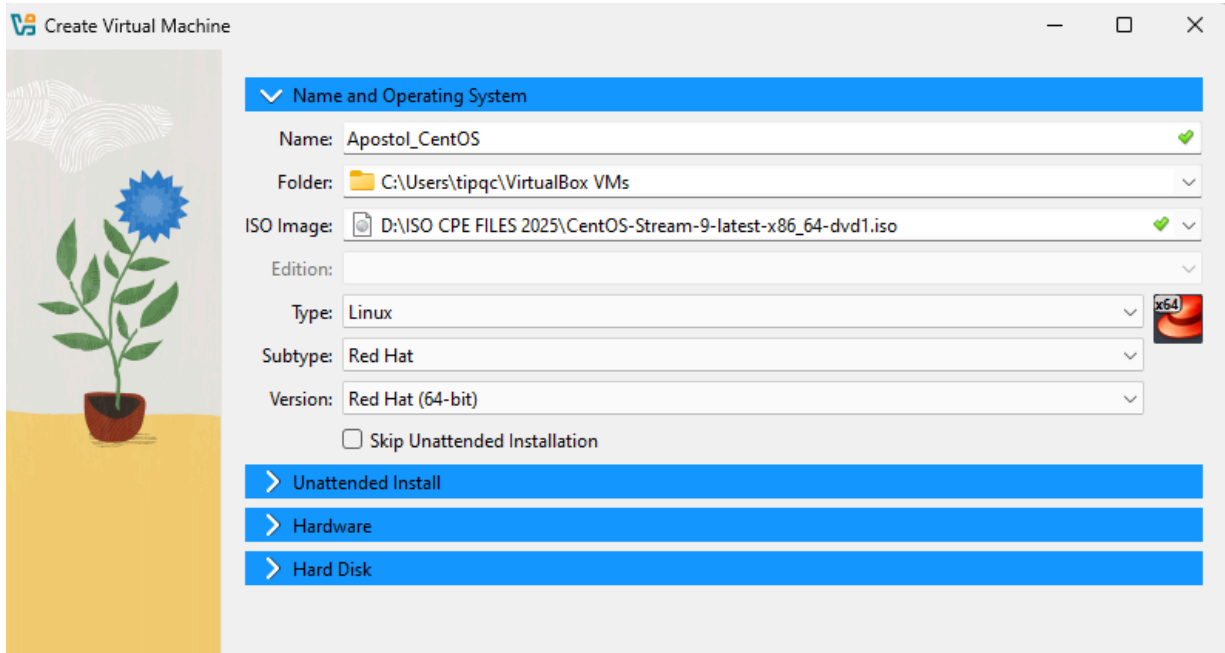 Create Virtual Machine
Name and Operating System
Name: Apostol_CentOS
Folder: C:\Users\tipqc\VirtualBox VMs
ISO Image: D:\ISO CPE FILES 2025\CentOS-Stream-9-latest-x86_64-dvd1.iso
Edition:
Type: Linux
x64
Subtype: Red Hat
Version: Red Hat (64-bit)
Skip Unattended Installation
Unattended Install
Hardware
Hard Disk